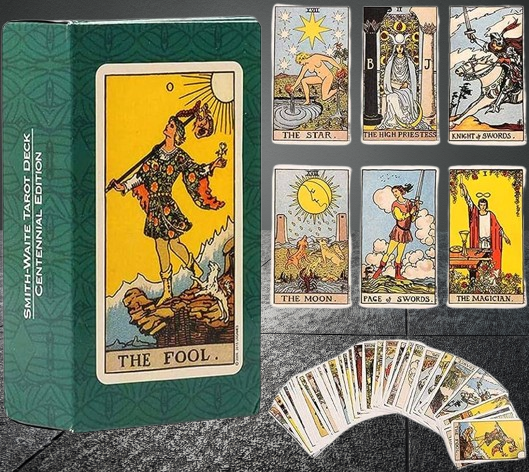 SMITH-WAITE TAROT DECK
CENTENNIAL EDITION
0
THE FOOL.
XVII
THE STAR.
II
B J
THE HIGH PRIESTESS
KNIGHT of SWORDS.
XVIII
THE MOON.
PAGE of SWORDS.
I
THE MAGICIAN.